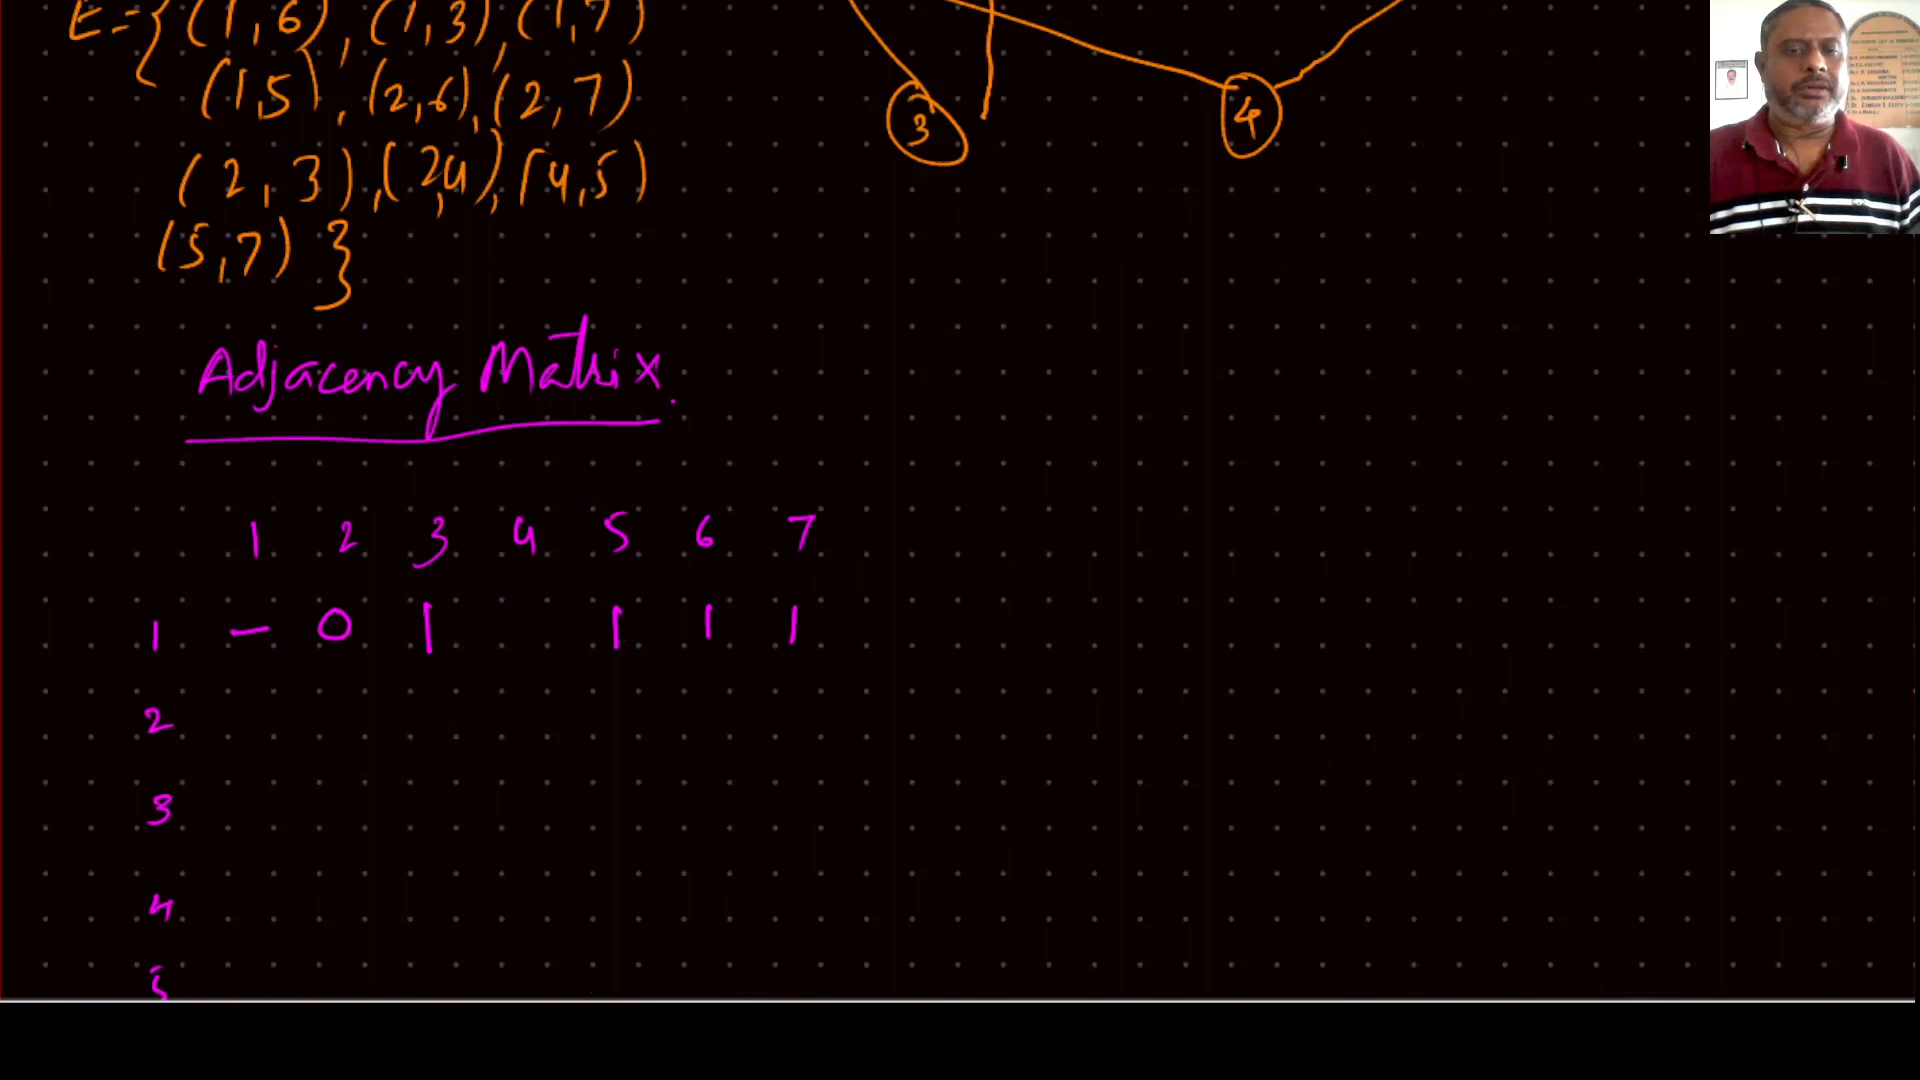 E={(1,6),(1,3),(1,7)
(1,5),(2,6),(2,7)
(2,3),(2,4),(4,5)
(5,7)}
3
4
Adjacency Matrix.
1 2 3 4 5 6 7
1 – 0 1 1 1 1
2
3
4
5